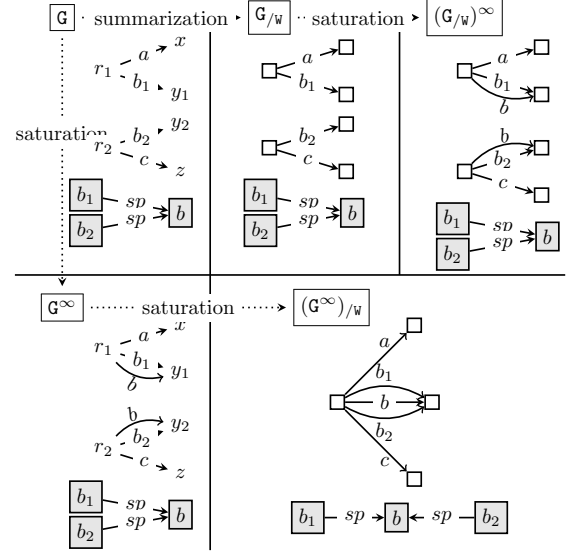 G summarization G/W saturation (G/W)∞
a x a a
r1
b1 y1 b1 b1
b
saturation
b2 y2 b2 b
b2
r2
c z c c
b1 sp b b1 sp b b1 sp b
b2 sp b2 sp b2 sp
G∞ saturation (G∞)/W
a x a
r1
b1 y1 b1
b b
b y2 b2
r2 b2
c z c
b1 sp b b1 sp b sp b2
b2 sp